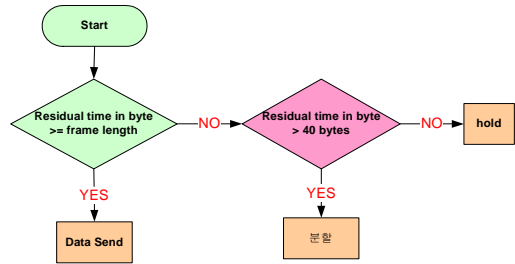 Start
Residual time in byte
>= frame length
NO
Residual time in byte
> 40 bytes
NO
hold
YES
YES
Data Send
분할